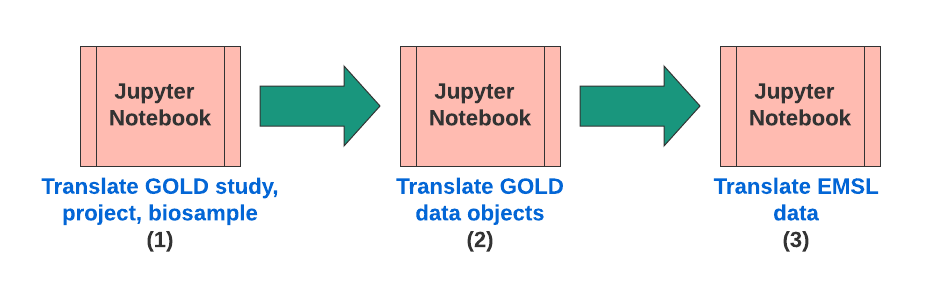 Jupyter
Notebook
Translate GOLD study,
project, biosample
(1)
Jupyter
Notebook
Translate GOLD
data objects
(2)
Jupyter
Notebook
Translate EMSL
data
(3)